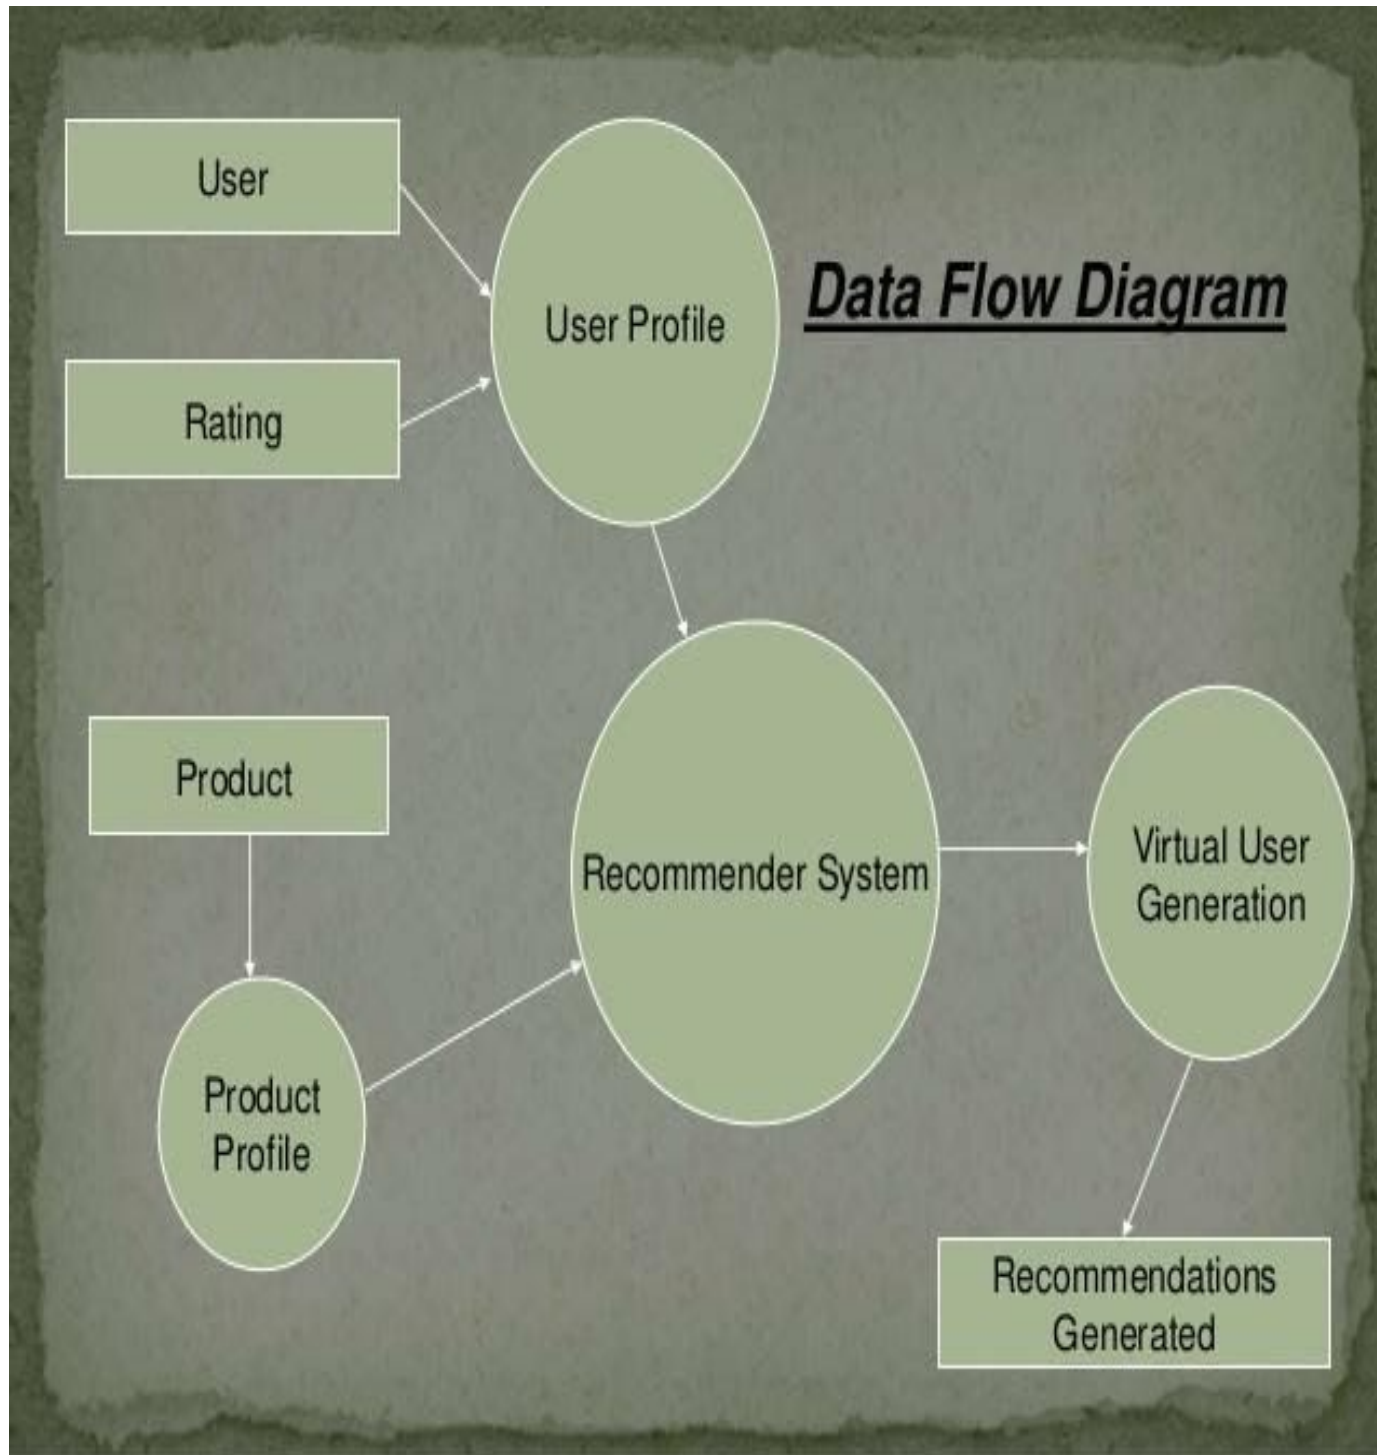 User
User Profile
Data Flow Diagram
Rating
Product
Recommender System
Virtual User
Generation
Product
Profile
Recommendations
Generated